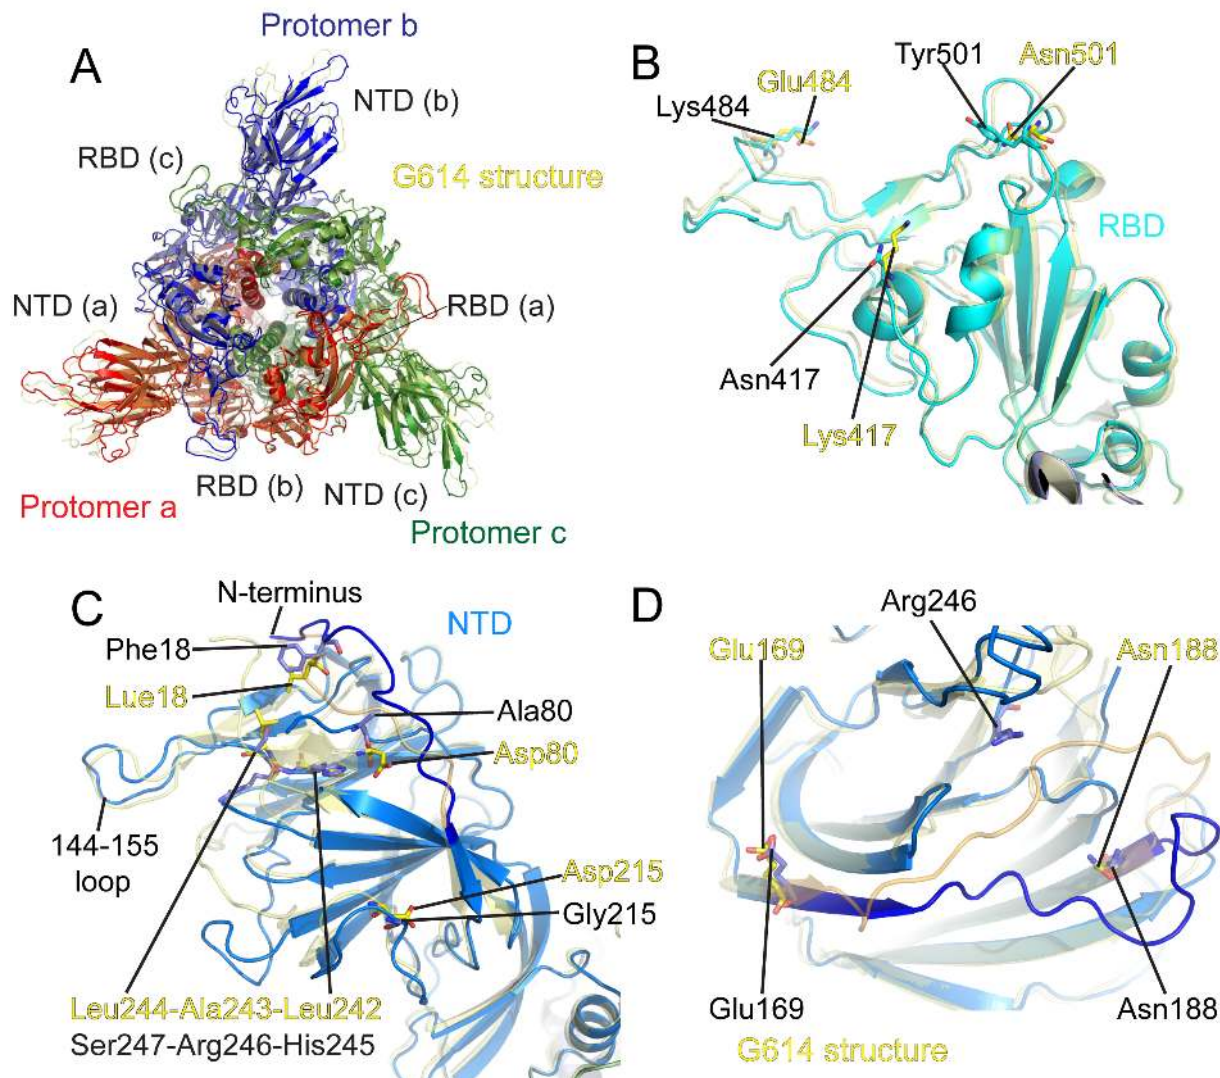 A
Protomer b
NTD (b)
RBD (c)
G614 structure
NTD (a)
RBD (a)
RBD (b)
NTD (c)
Protomer a
Protomer c
B
Tyr501
Asn501
Glu484
Lys484
RBD
Asn417
Lys417
C
N-terminus
NTD
Phe18
Lue18
Ala80
Asp80
144-155
loop
Asp215
Gly215
Leu244-Ala243-Leu242
Ser247-Arg246-His245
D
Arg246
Glu169
Asn188
Glu169
Asn188
G614 structure